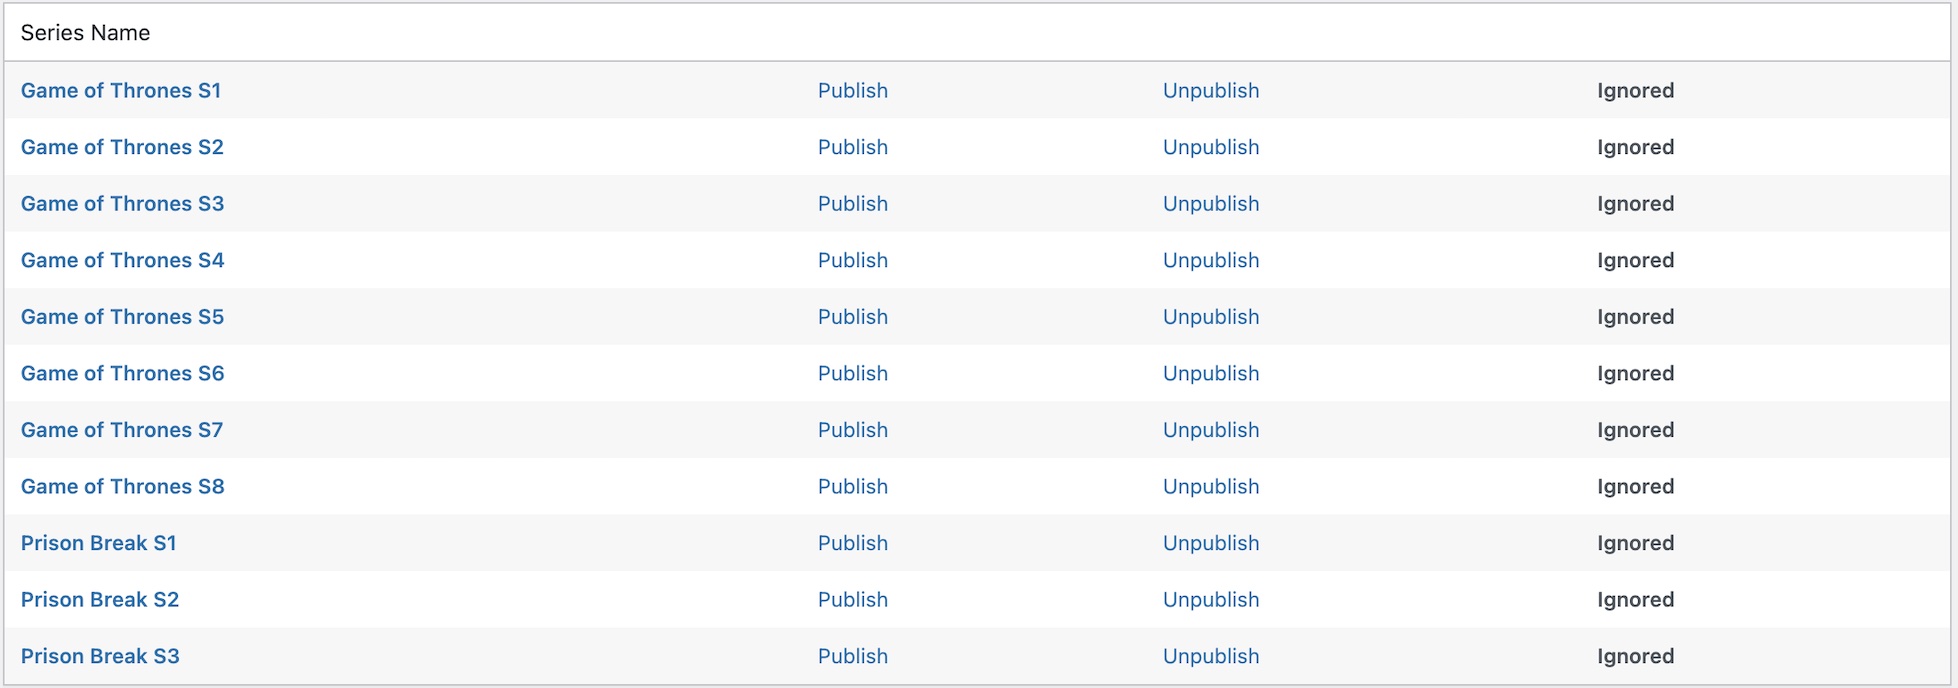 Series Name
Game of Thrones S1 Publish Unpublish Ignored
Game of Thrones S2 Publish Unpublish Ignored
Game of Thrones S3 Publish Unpublish Ignored
Game of Thrones S4 Publish Unpublish Ignored
Game of Thrones S5 Publish Unpublish Ignored
Game of Thrones S6 Publish Unpublish Ignored
Game of Thrones S7 Publish Unpublish Ignored
Game of Thrones S8 Publish Unpublish Ignored
Prison Break S1 Publish Unpublish Ignored
Prison Break S2 Publish Unpublish Ignored
Prison Break S3 Publish Unpublish Ignored